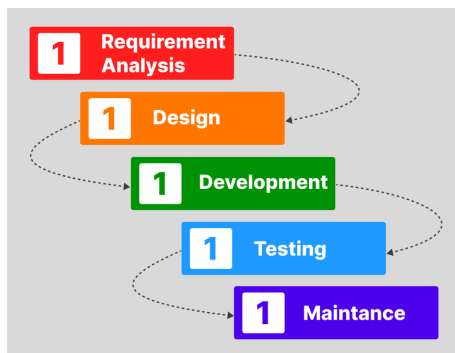 1 Requirement
Analysis
1 Design
1 Development
1 Testing
1 Maintance